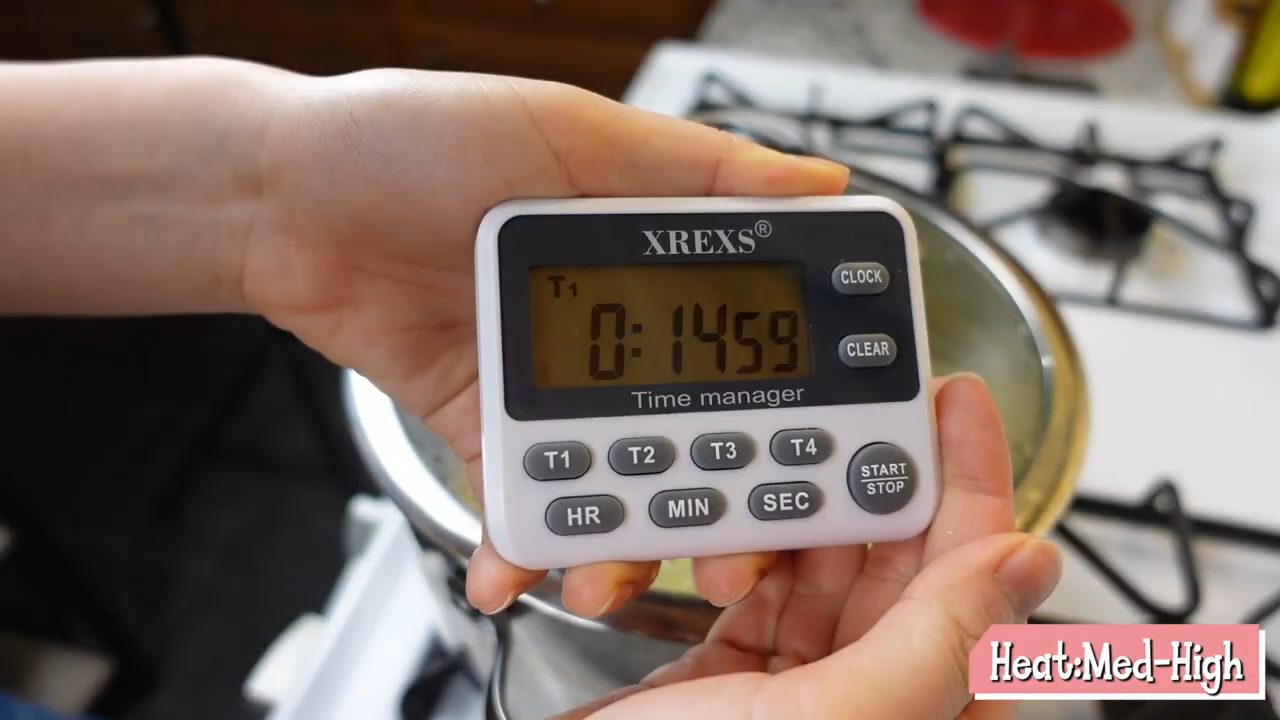 XREXS®
T1
0:1459
CLOCK
CLEAR
Time manager
T1 T2 T3 T4
HR MIN SEC
START
STOP
Heat:Med-High